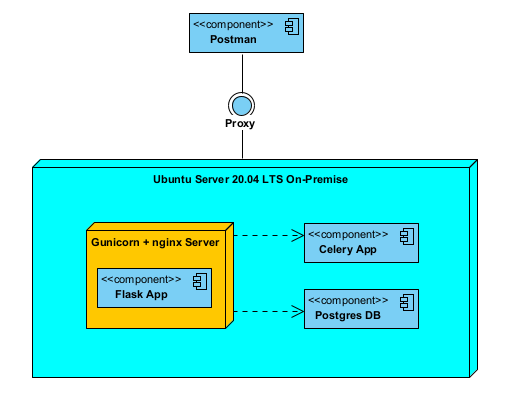 <<component>>
Postman
Proxy
Ubuntu Server 20.04 LTS On-Premise
Gunicorn + nginx Server
<<component>>
Flask App
<<component>>
Celery App
<<component>>
Postgres DB